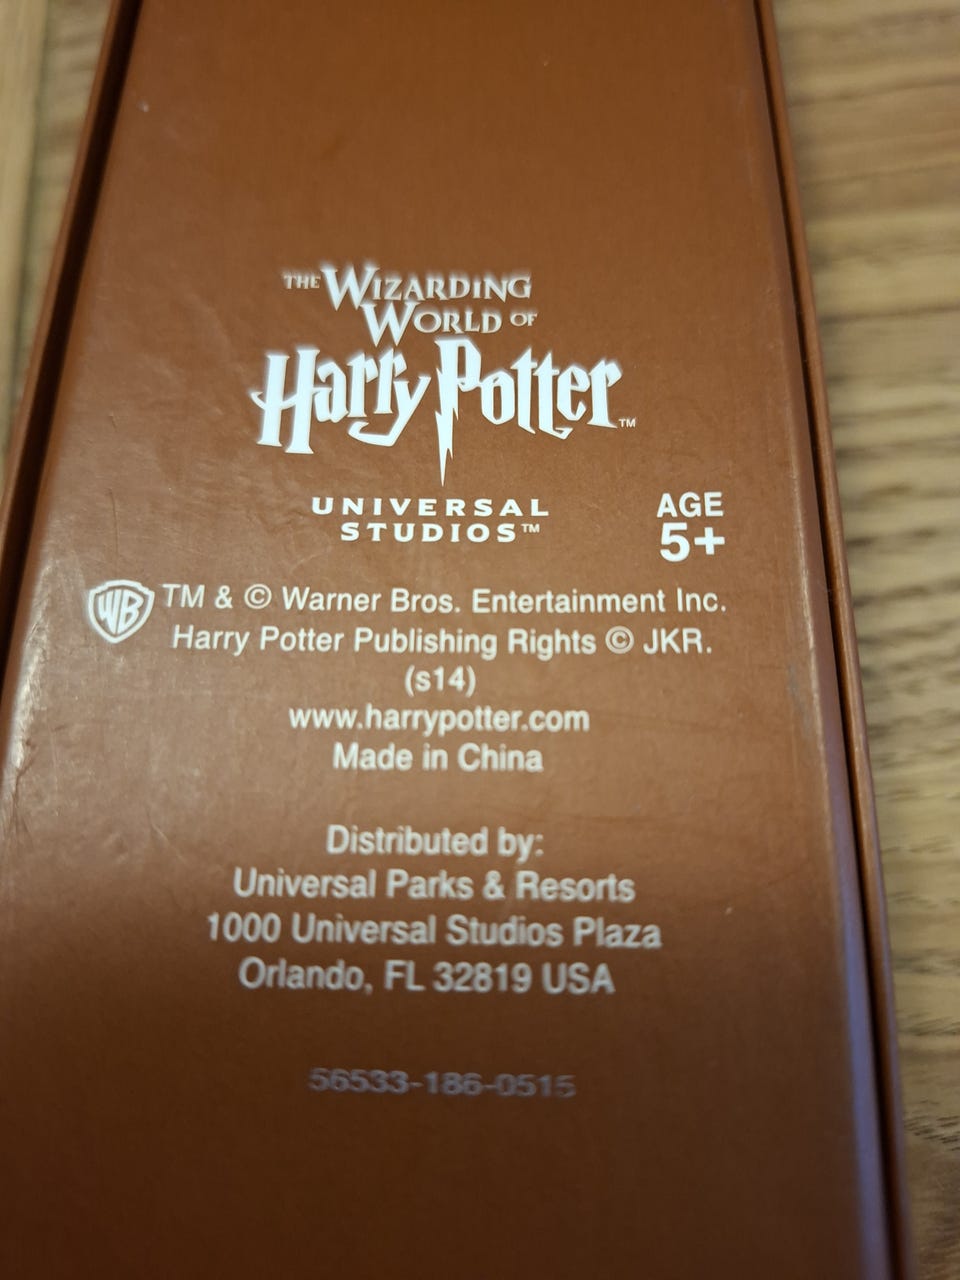 THE WIZARDING
WORLD OF
Harry Potter™
UNIVERSAL
STUDIOS™
AGE
5+
WB TM & © Warner Bros. Entertainment Inc.
Harry Potter Publishing Rights © JKR.
(s14)
www.harrypotter.com
Made in China
Distributed by:
Universal Parks & Resorts
1000 Universal Studios Plaza
Orlando, FL 32819 USA
56533-186-0515